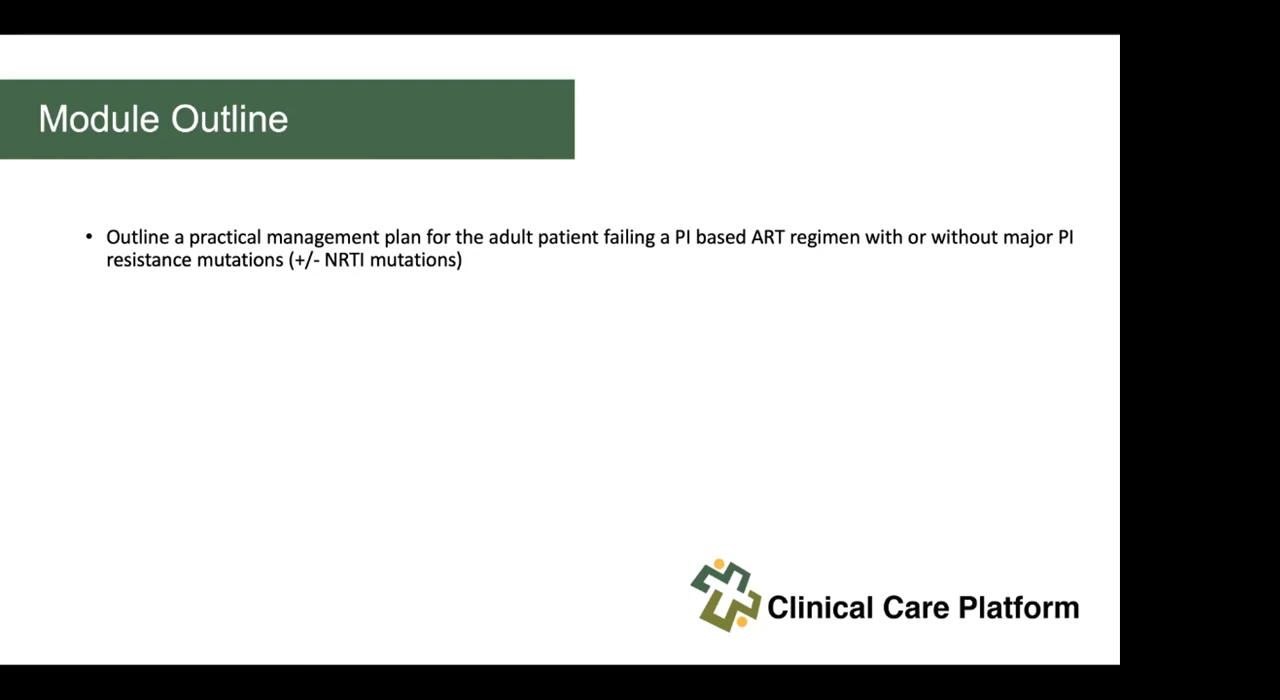 Module Outline
• Outline a practical management plan for the adult patient failing a PI based ART regimen with or without major PI
resistance mutations (+/- NRTI mutations)
Clinical Care Platform